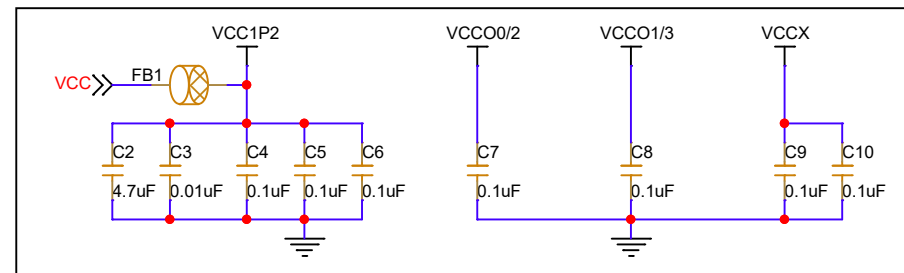 VCC1P2 VCCO0/2 VCCO1/3 VCCX
VCC FB1
C2 C3 C4 C5 C6 C7 C8 C9 C10
4.7uF 0.01uF 0.1uF 0.1uF 0.1uF 0.1uF 0.1uF 0.1uF 0.1uF